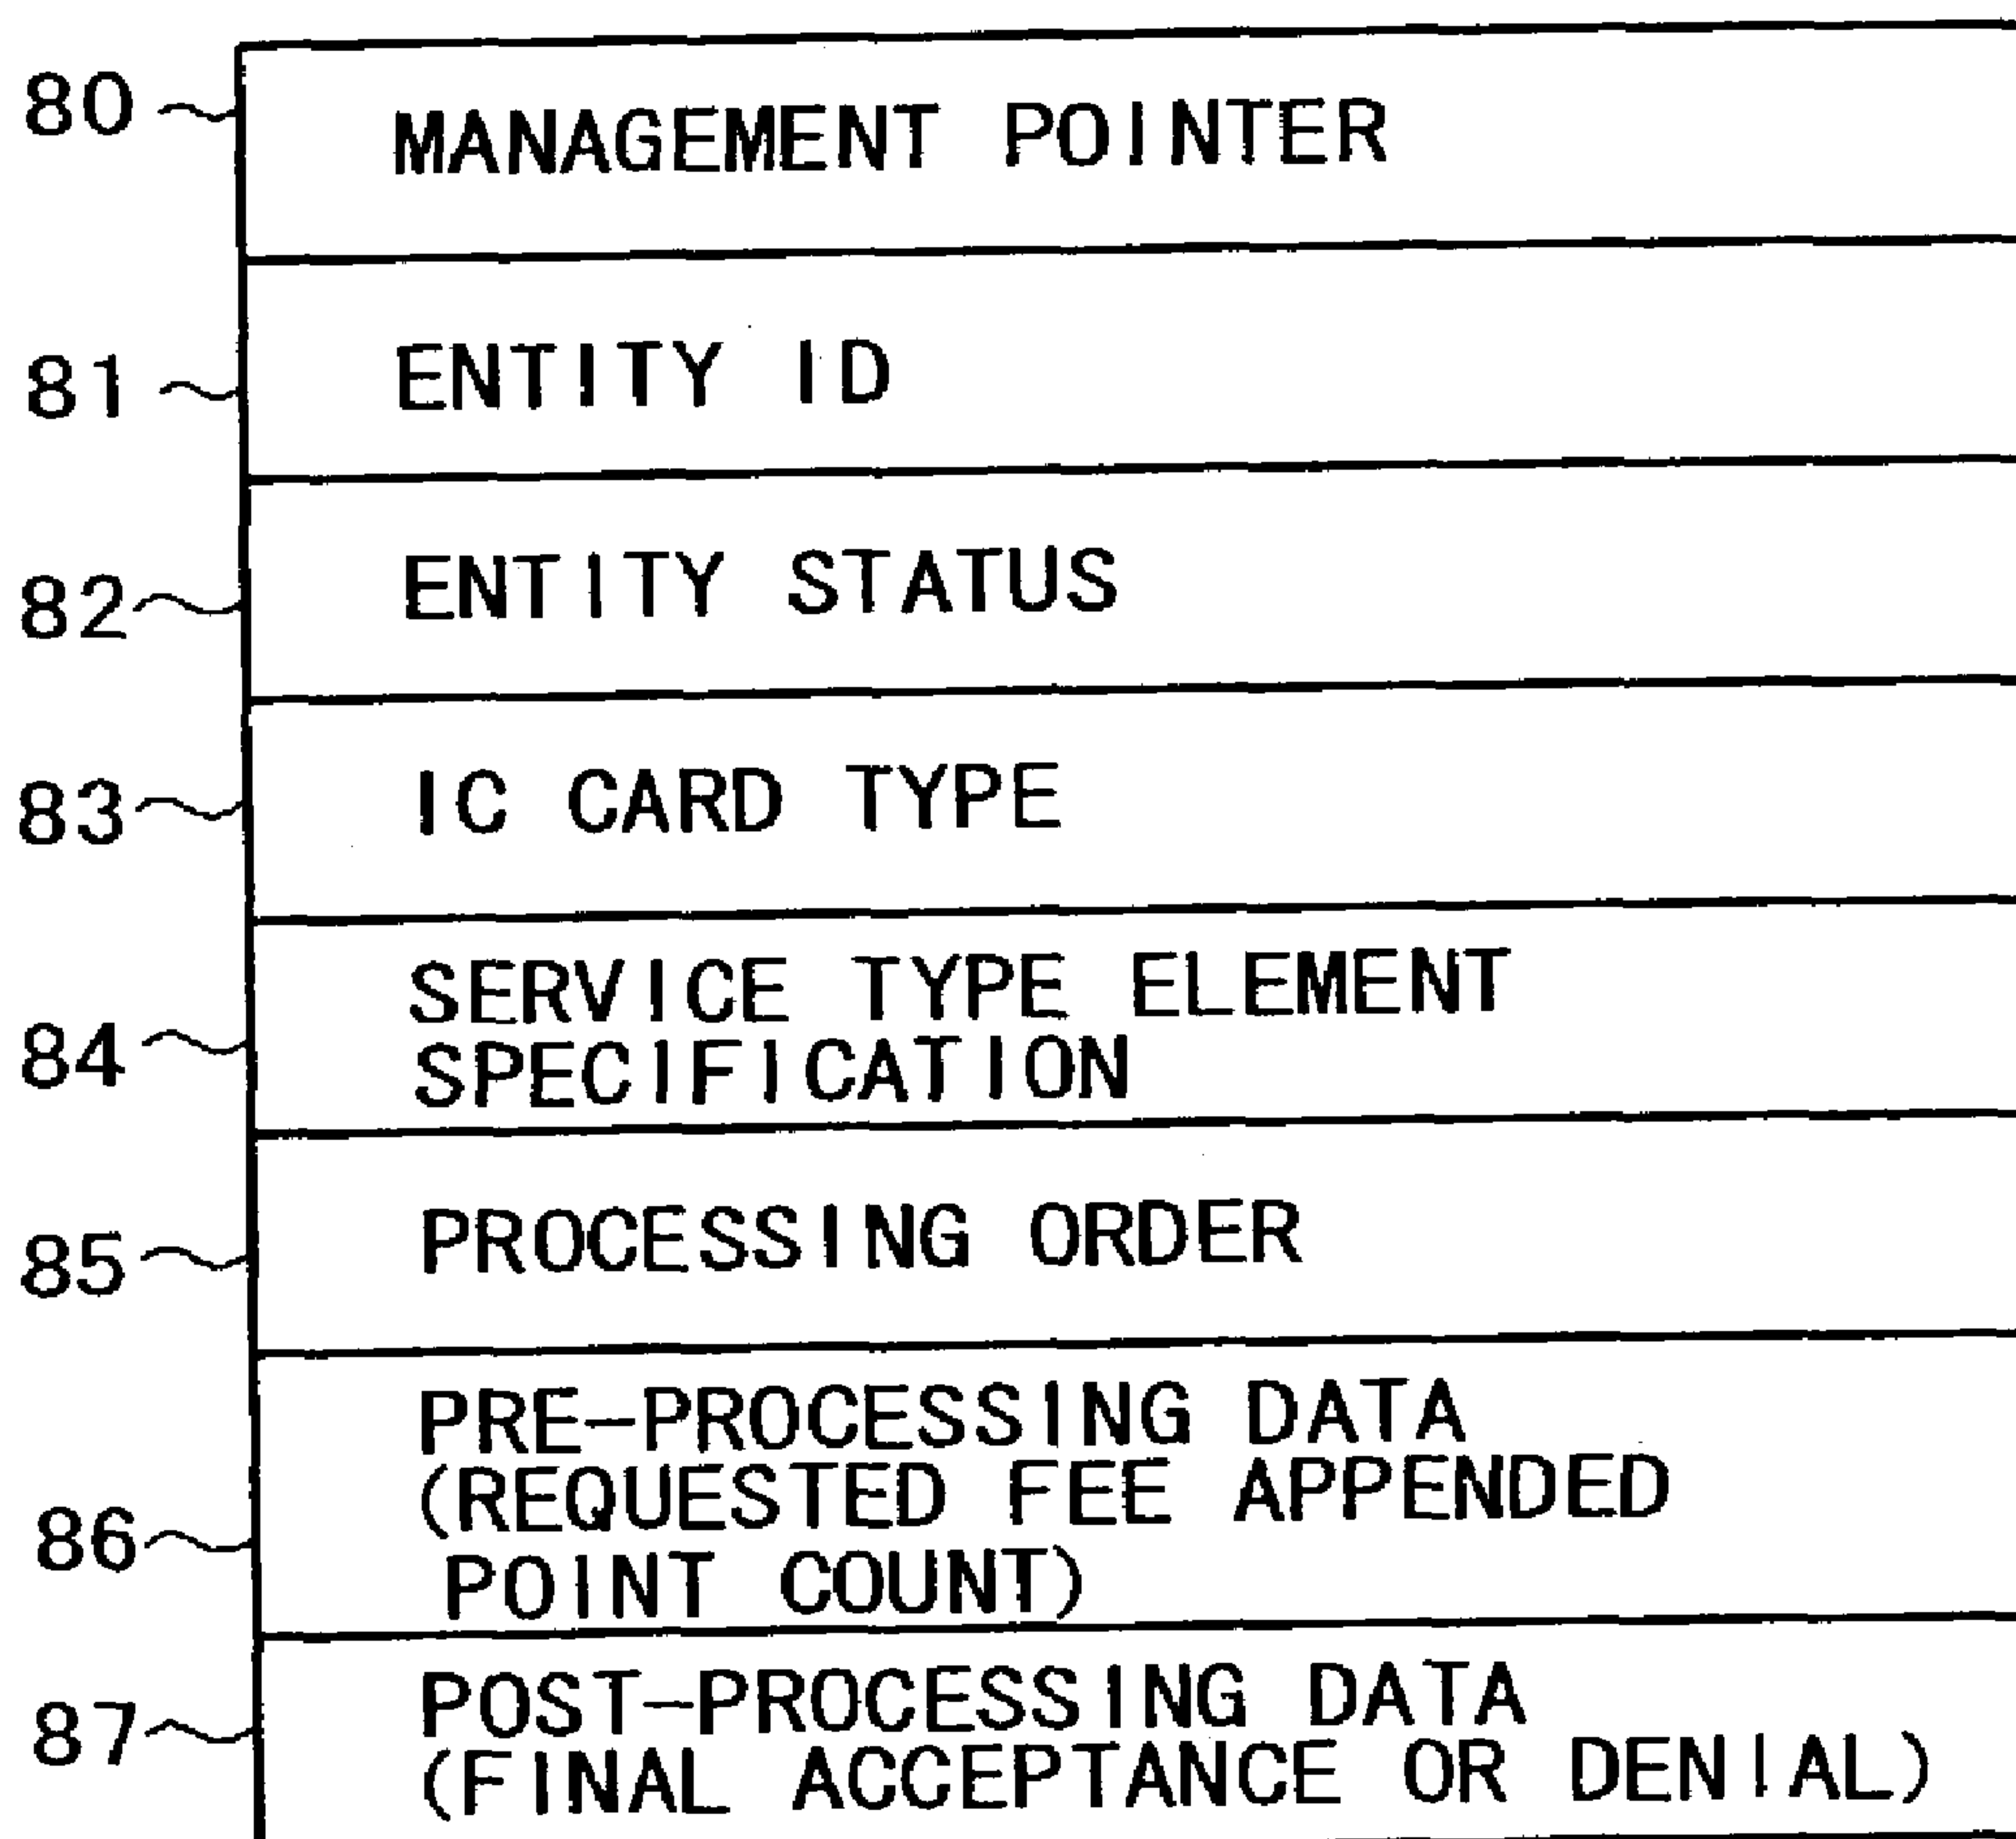 80 MANAGEMENT POINTER
81 ENTITY ID
82 ENTITY STATUS
83 IC CARD TYPE
SERVICE TYPE ELEMENT
84 SPECIFICATION
85 PROCESSING ORDER
PRE-PROCESSING DATA
(REQUESTED FEE APPENDED
86 POINT COUNT)
POST-PROCESSING DATA
87 (FINAL ACCEPTANCE OR DENIAL)